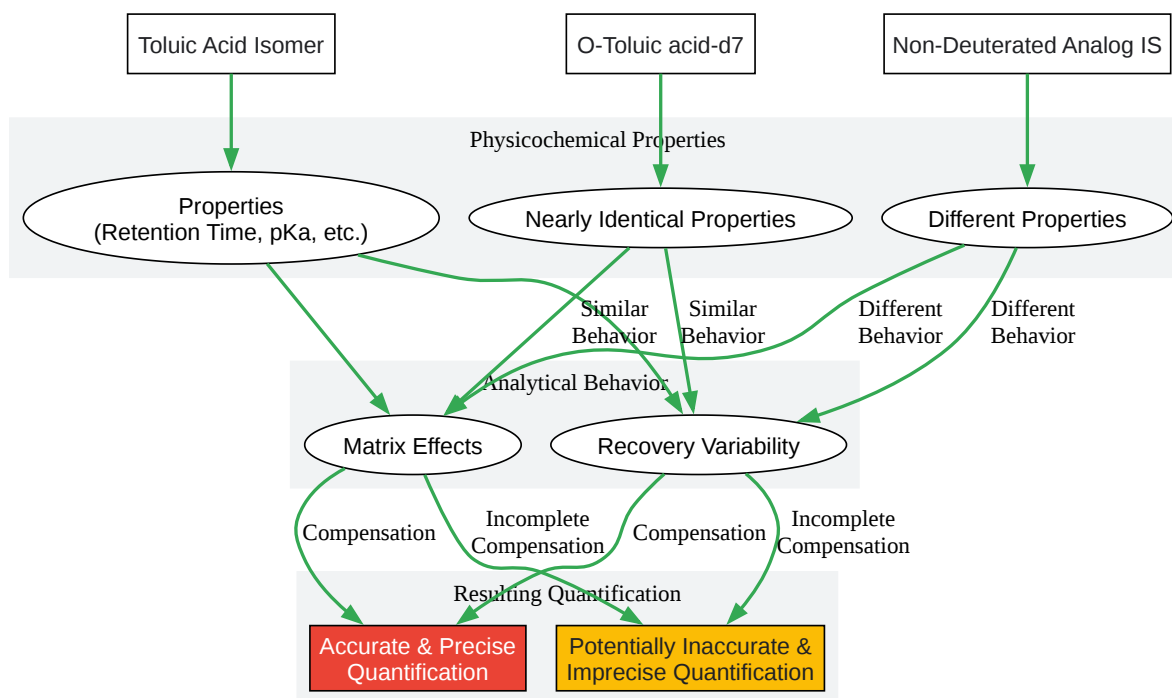 Toluic Acid Isomer
O-Toluic acid-d7
Non-Deuterated Analog IS
Physicochemical Properties
Properties
(Retention Time, pKa, etc.)
Nearly Identical Properties
Different Properties
Similar
Behavior
Similar
Behavior
Different
Behavior
Different
Behavior
Analytical Behavior
Matrix Effects
Recovery Variability
Compensation
Incomplete
Compensation
Compensation
Incomplete
Compensation
Resulting Quantification
Accurate & Precise
Quantification
Potentially Inaccurate &
Imprecise Quantification